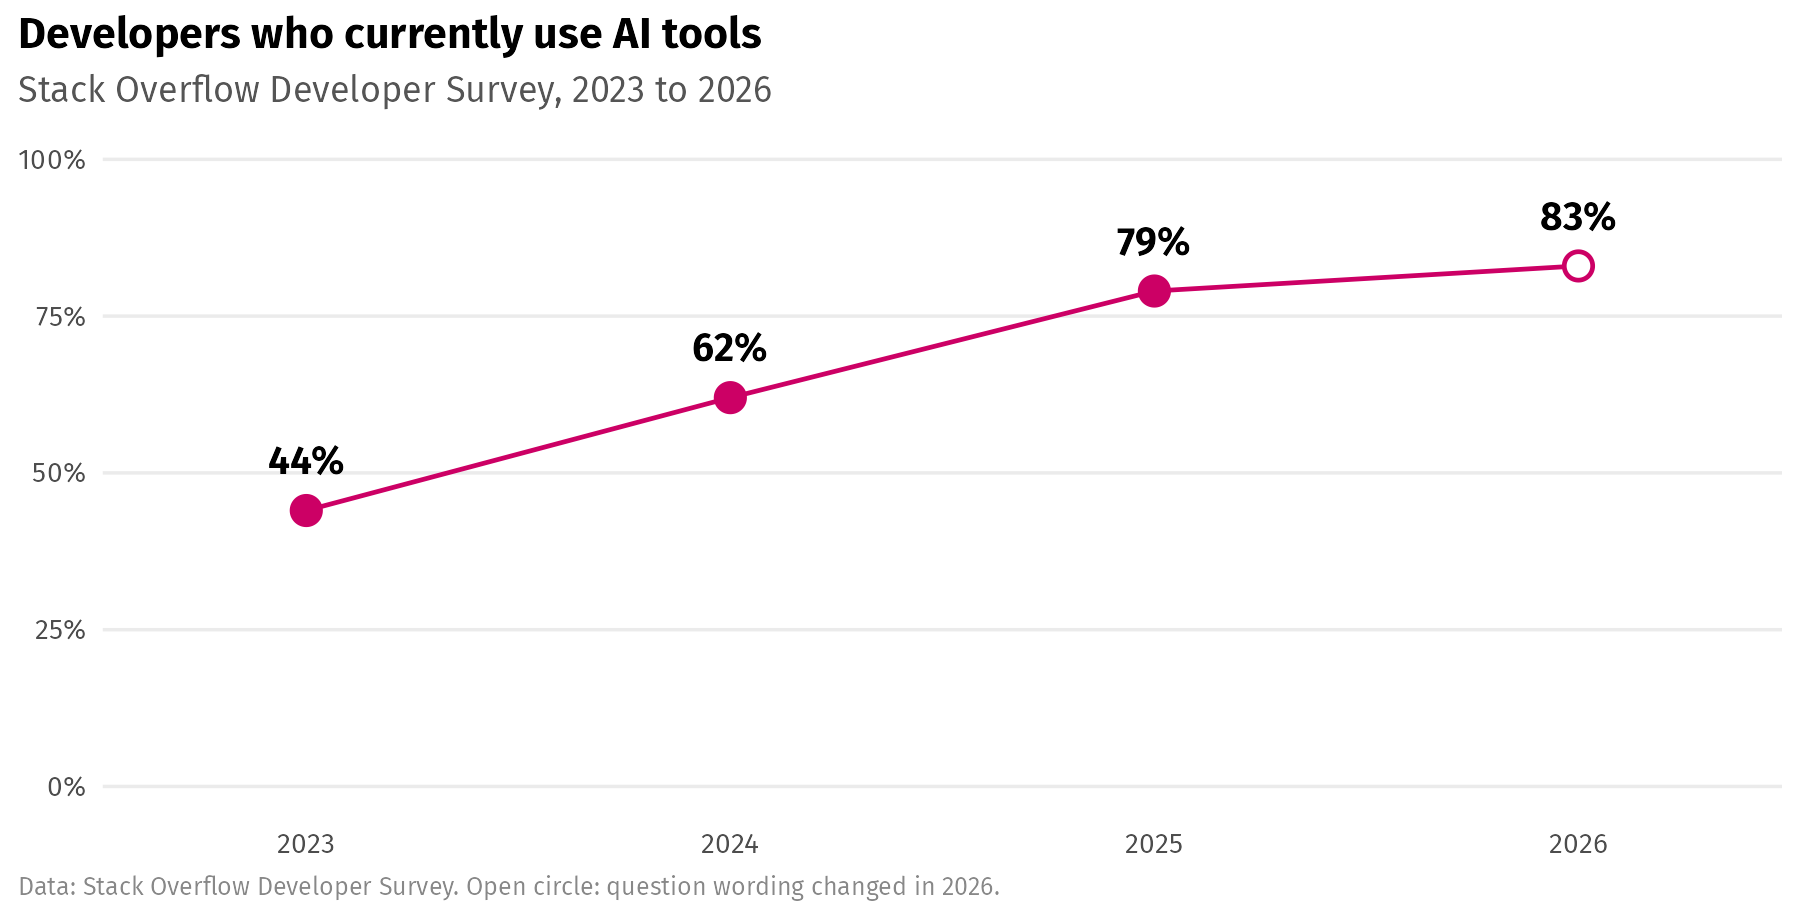 Developers who currently use AI tools
Stack Overflow Developer Survey, 2023 to 2026
100%
83%
79%
75%
62%
44%
50%
25%
0%
2023 2024 2025 2026
Data: Stack Overflow Developer Survey. Open circle: question wording changed in 2026.